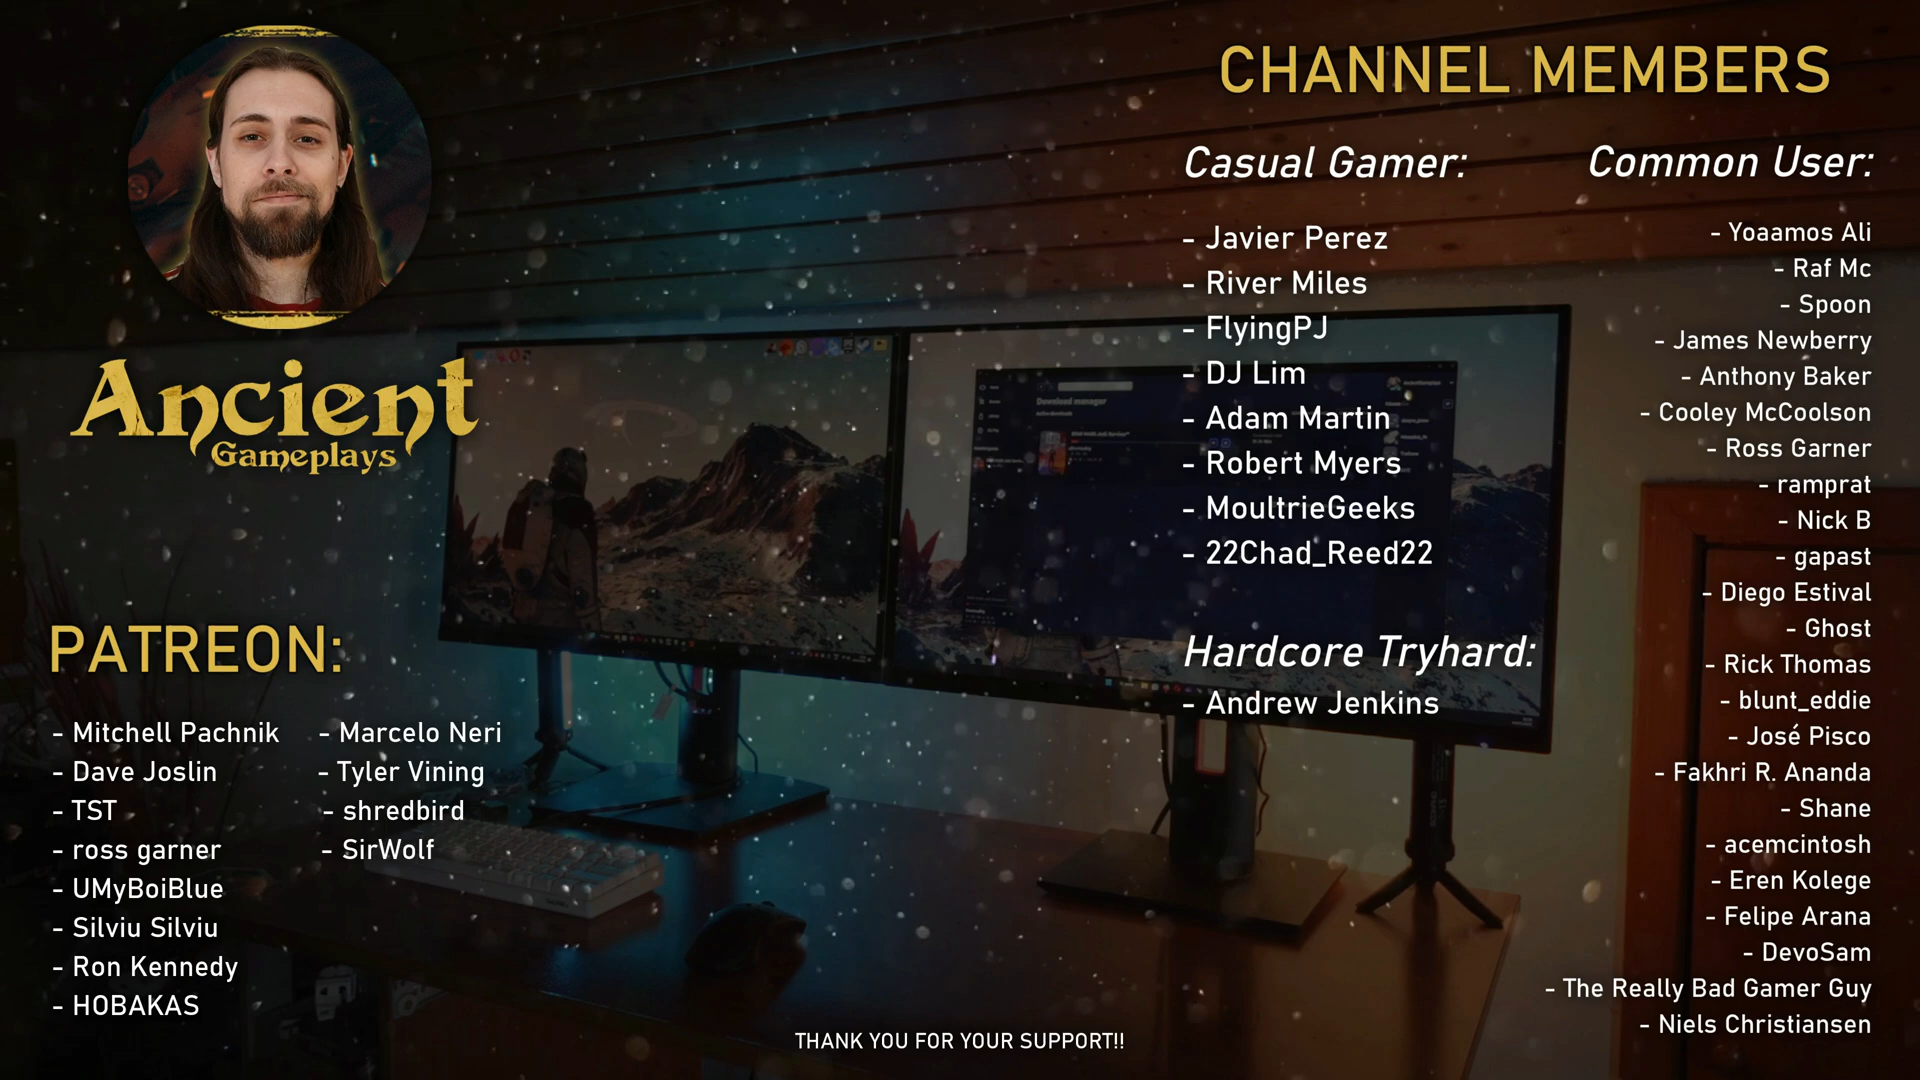 Ancient
Gameplays
PATREON:
- Mitchell Pachnik
- Dave Joslin
- TST
- ross garner
- UMyBoiBlue
- Silviu Silviu
- Ron Kennedy
- HOBAKAS
- Marcelo Neri
- Tyler Vining
- shredbird
- SirWolf
CHANNEL MEMBERS
Casual Gamer:
- Javier Perez
- River Miles
- FlyingPJ
- DJ Lim
- Adam Martin
- Robert Myers
- MoultrieGeeks
- 22Chad_Reed22
Hardcore Tryhard:
- Andrew Jenkins
Common User:
- Yoaamos Ali
- Raf Mc
- Spoon
- James Newberry
- Anthony Baker
- Cooley McCoolson
- Ross Garner
- ramprat
- Nick B
- gapast
- Diego Estival
- Ghost
- Rick Thomas
- blunt_eddie
- José Pisco
- Fakhri R. Ananda
- Shane
- acemcintosh
- Eren Kolege
- Felipe Arana
- DevoSam
- The Really Bad Gamer Guy
- Niels Christiansen
Download manager
THANK YOU FOR YOUR SUPPORT!!